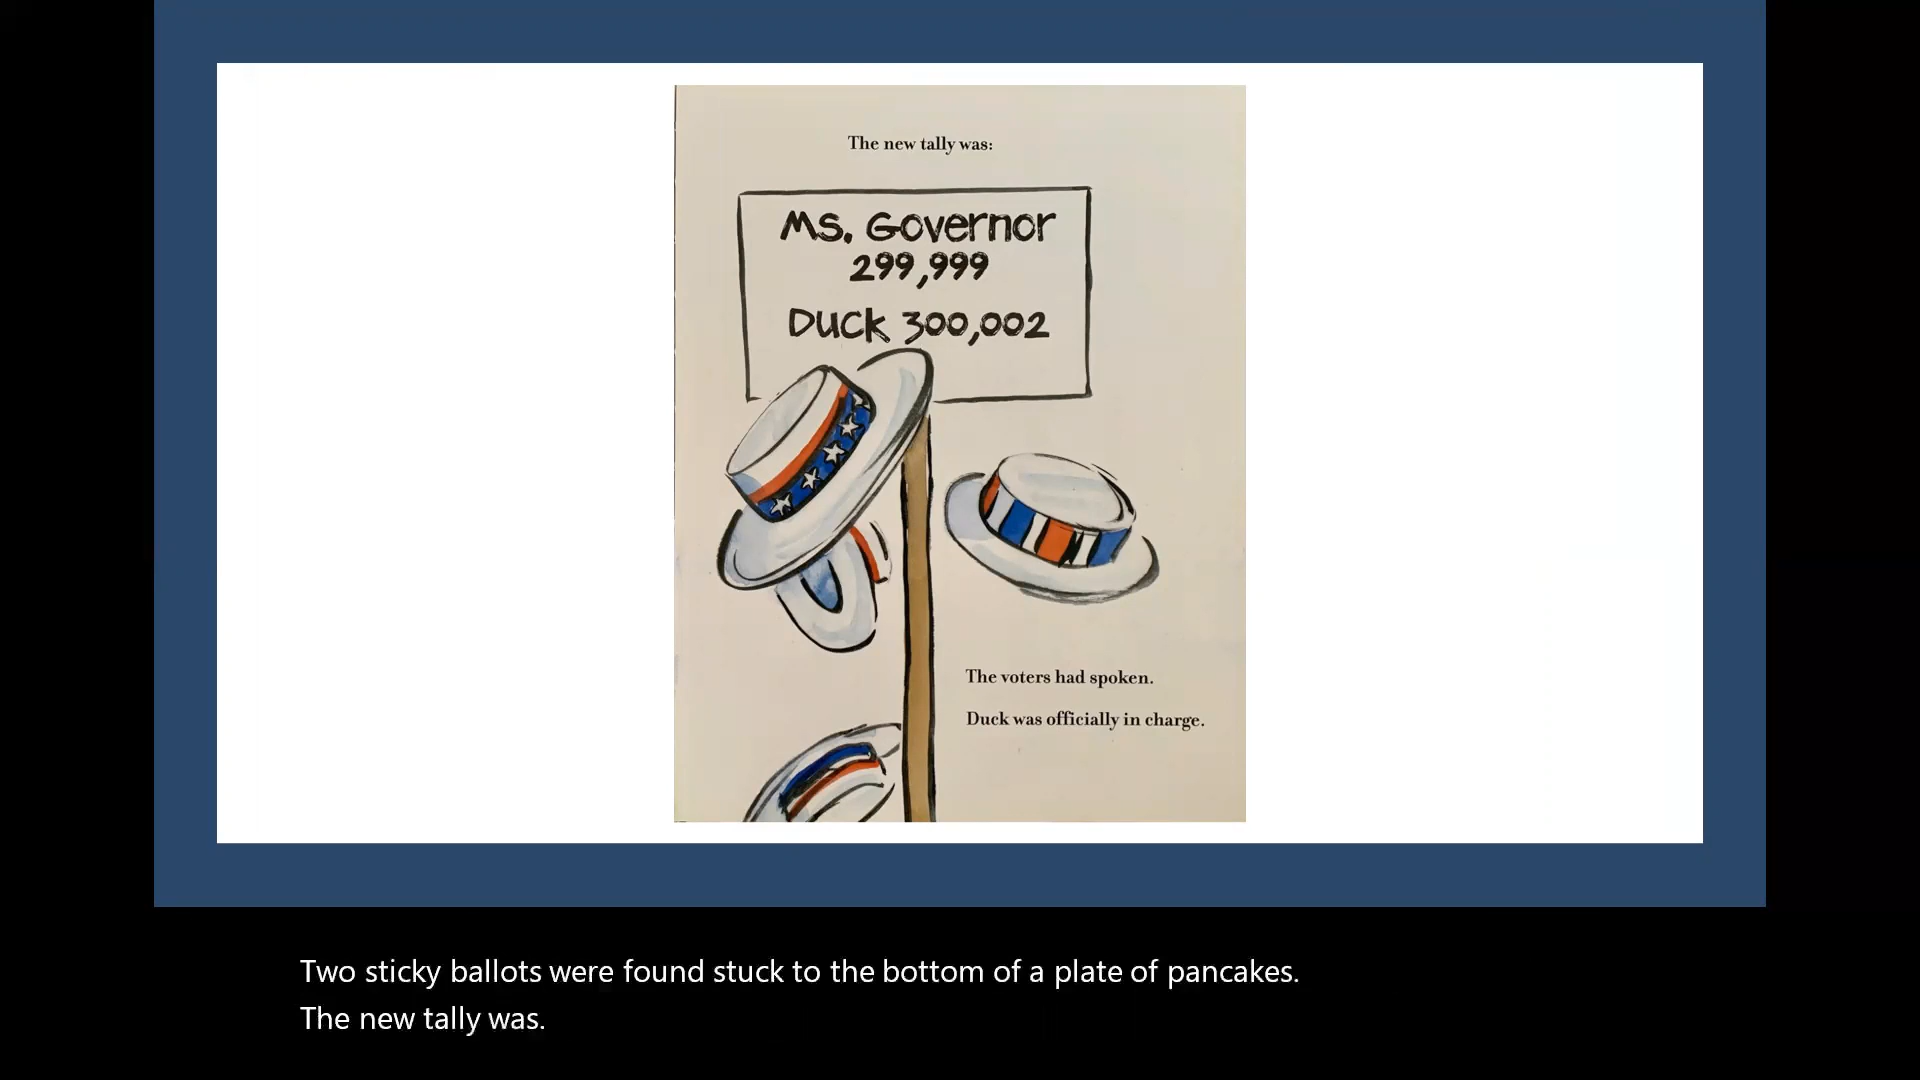 The new tally was:
Ms. Governor
299,999
Duck 300,002
The voters had spoken.
Duck was officially in charge.
Two sticky ballots were found stuck to the bottom of a plate of pancakes.
The new tally was.